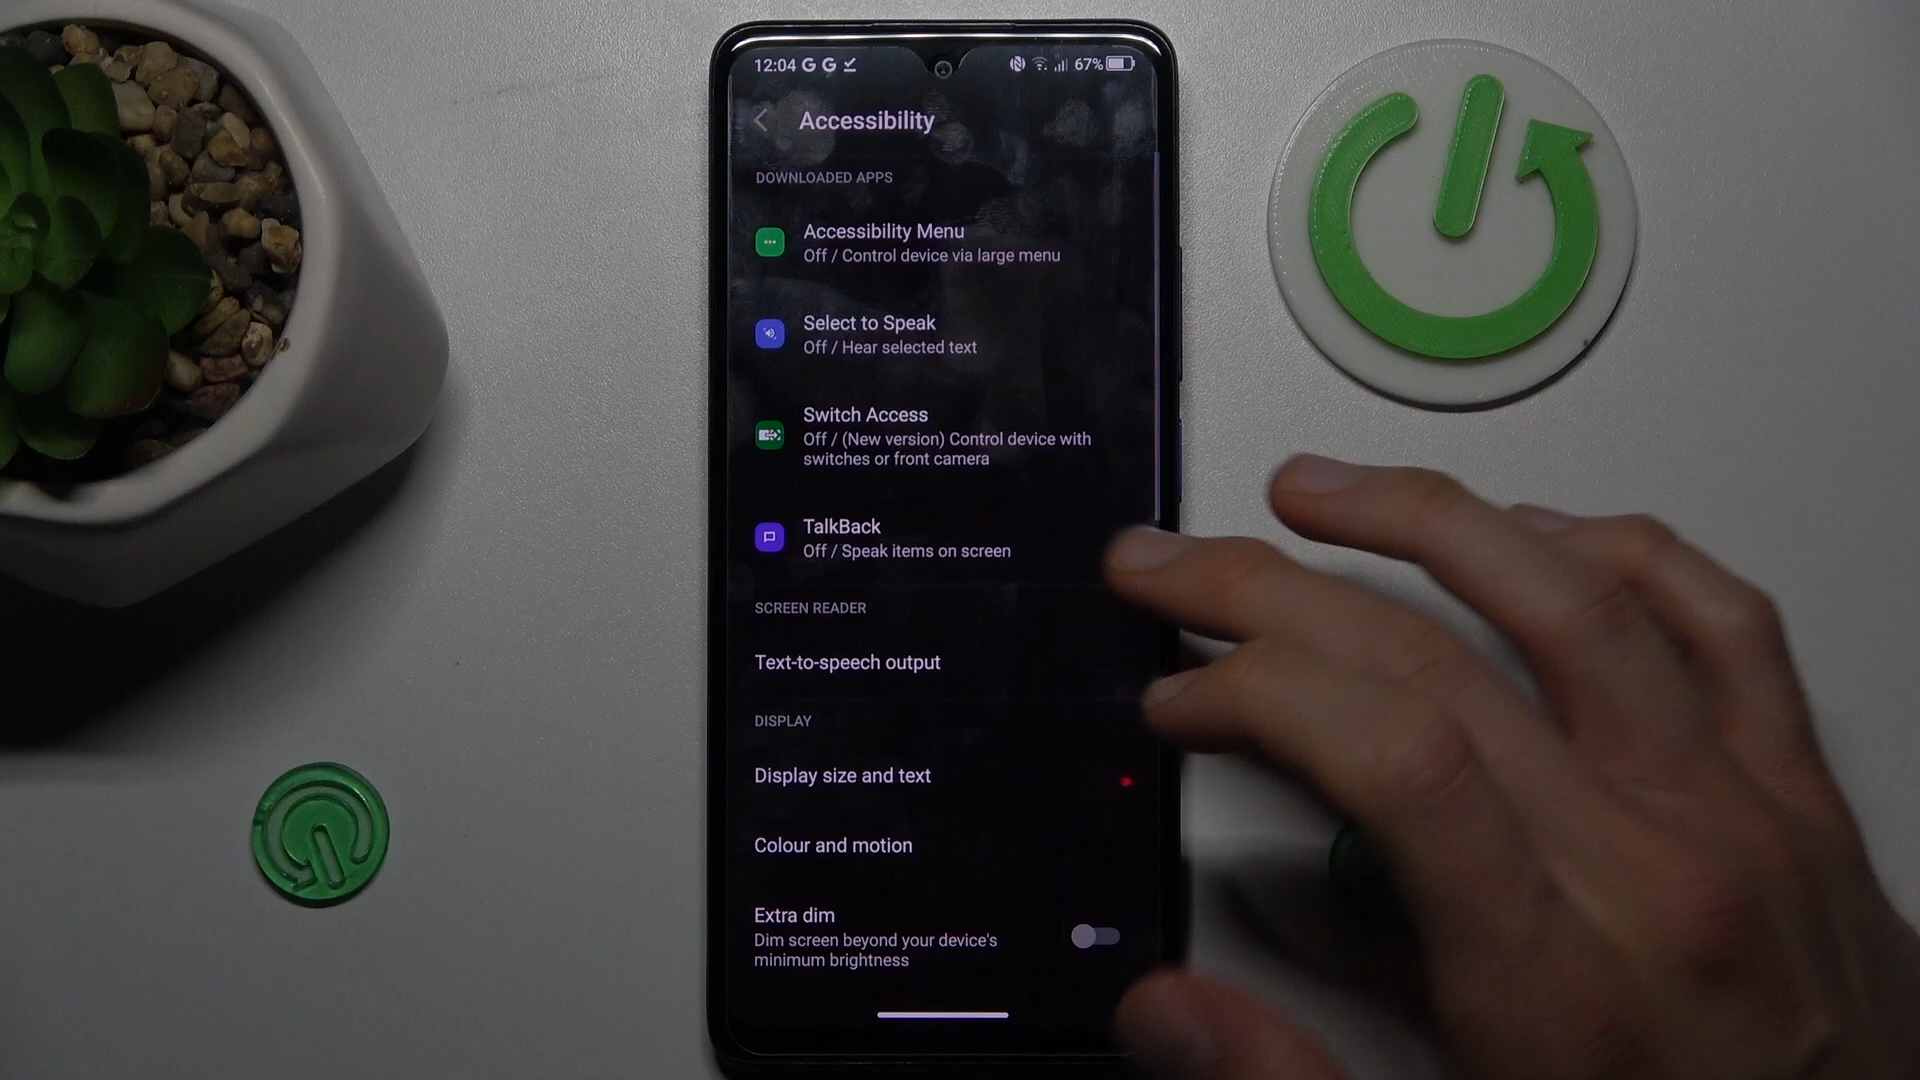 12:04 G G
67%
Accessibility
DOWNLOADED APPS
Accessibility Menu
Off / Control device via large menu
Select to Speak
Off / Hear selected text
Switch Access
Off / (New version) Control device with
switches or front camera
TalkBack
Off / Speak items on screen
SCREEN READER
Text-to-speech output
DISPLAY
Display size and text
Colour and motion
Extra dim
Dim screen beyond your device's
minimum brightness